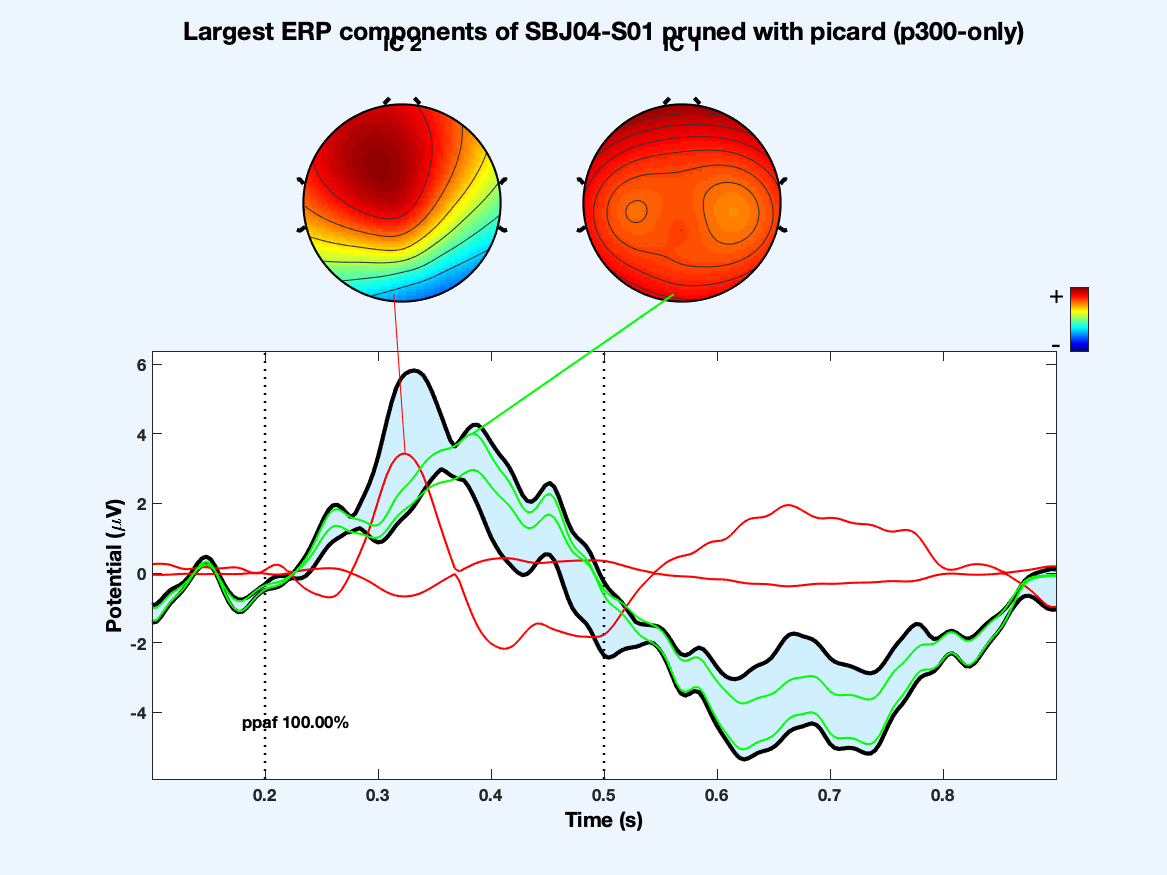 Largest ERP components of SBJ04-S01 pruned with picard (p300-only)
IC 2 IC 1
+
-
6
4
2
0
-2
-4
Potential (μV)
ppaf 100.00%
0.2 0.3 0.4 0.5 0.6 0.7 0.8
Time (s)